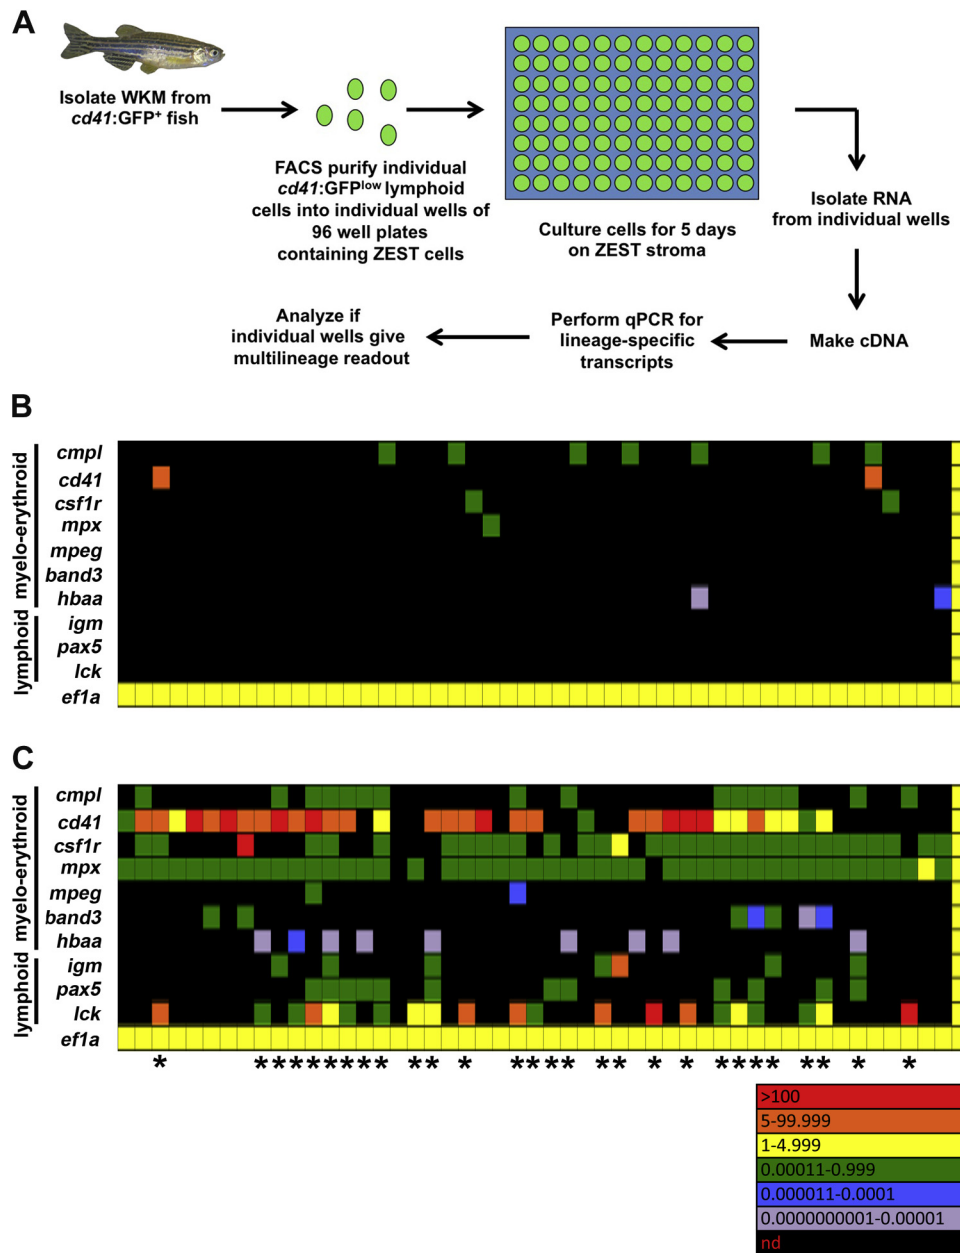 A
Isolate WKM from
cd41:GFP+ fish
FACS purify individual
cd41:GFPlow lymphoid
cells into individual wells of
96 well plates
containing ZEST cells
Culture cells for 5 days
on ZEST stroma
Isolate RNA
from individual wells
Make cDNA
Perform qPCR for
lineage-specific
transcripts
Analyze if
individual wells give
multilineage readout
B
myelo-erythroid
lymphoid
cmpl
cd41
csf1r
mpx
mpeg
band3
hbaa
igm
pax5
lck
ef1a
C
myelo-erythroid
lymphoid
cmpl
cd41
csf1r
mpx
mpeg
band3
hbaa
igm
pax5
lck
ef1a
* ******** ** * **** ** * * **** ** * *
>100
5-99.999
1-4.999
0.00011-0.999
0.000011-0.0001
0.0000000001-0.00001
nd